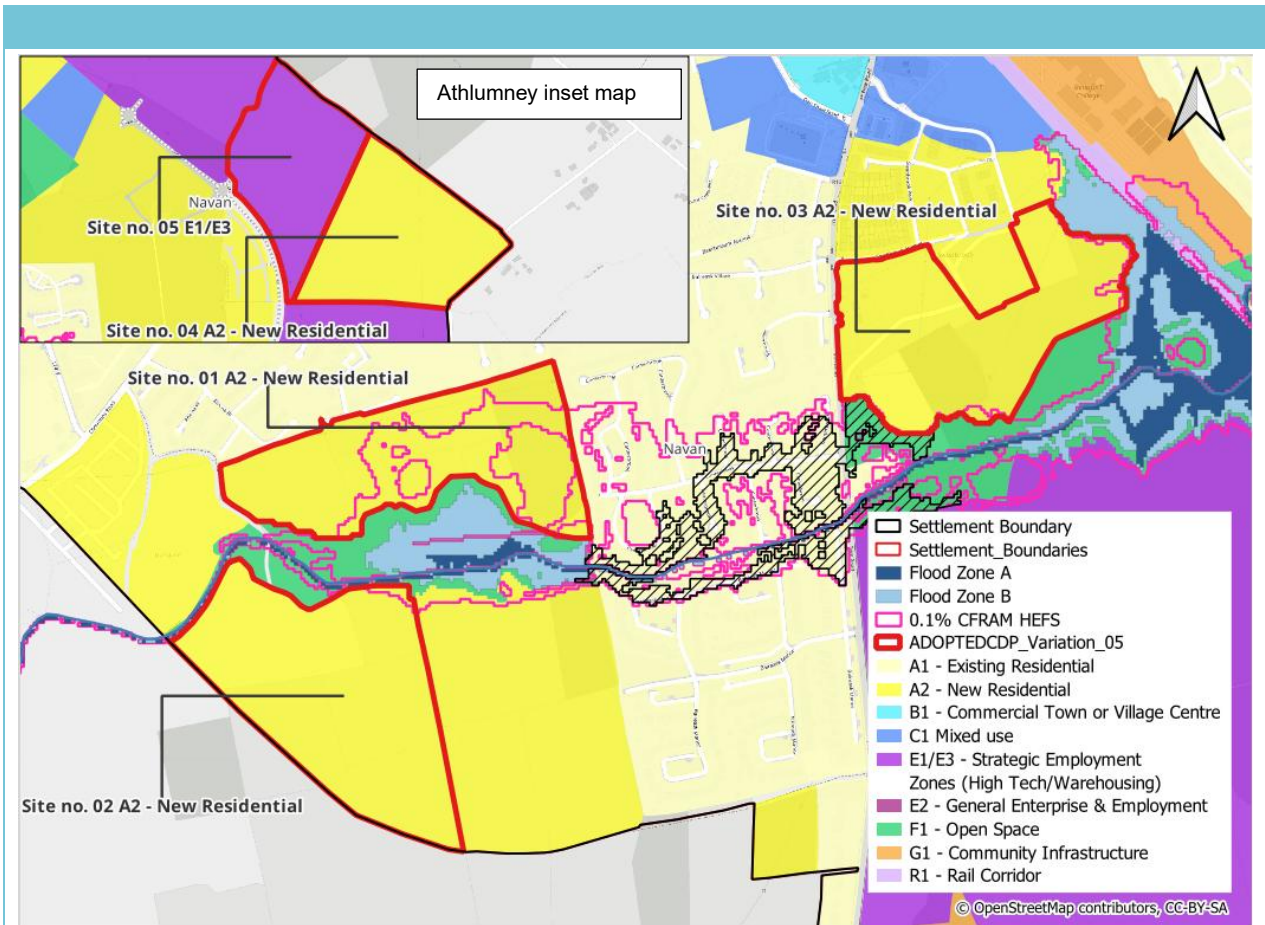 Athlumney inset map
Navan
Site no. 05 E1/E3
Site no. 04 A2 - New Residential
Site no. 03 A2 - New Residential
Site no. 01 A2 - New Residential
Navan
Site no. 02 A2 - New Residential
Settlement Boundary
Settlement_Boundaries
Flood Zone A
Flood Zone B
0.1% CFRAM HEFS
ADOPTEDCDP_Variation_05
A1 - Existing Residential
A2 - New Residential
B1 - Commercial Town or Village Centre
C1 Mixed use
E1/E3 - Strategic Employment
Zones (High Tech/Warehousing)
E2 - General Enterprise & Employment
F1 - Open Space
G1 - Community Infrastructure
R1 - Rail Corridor
© OpenStreetMap contributors, CC-BY-SA